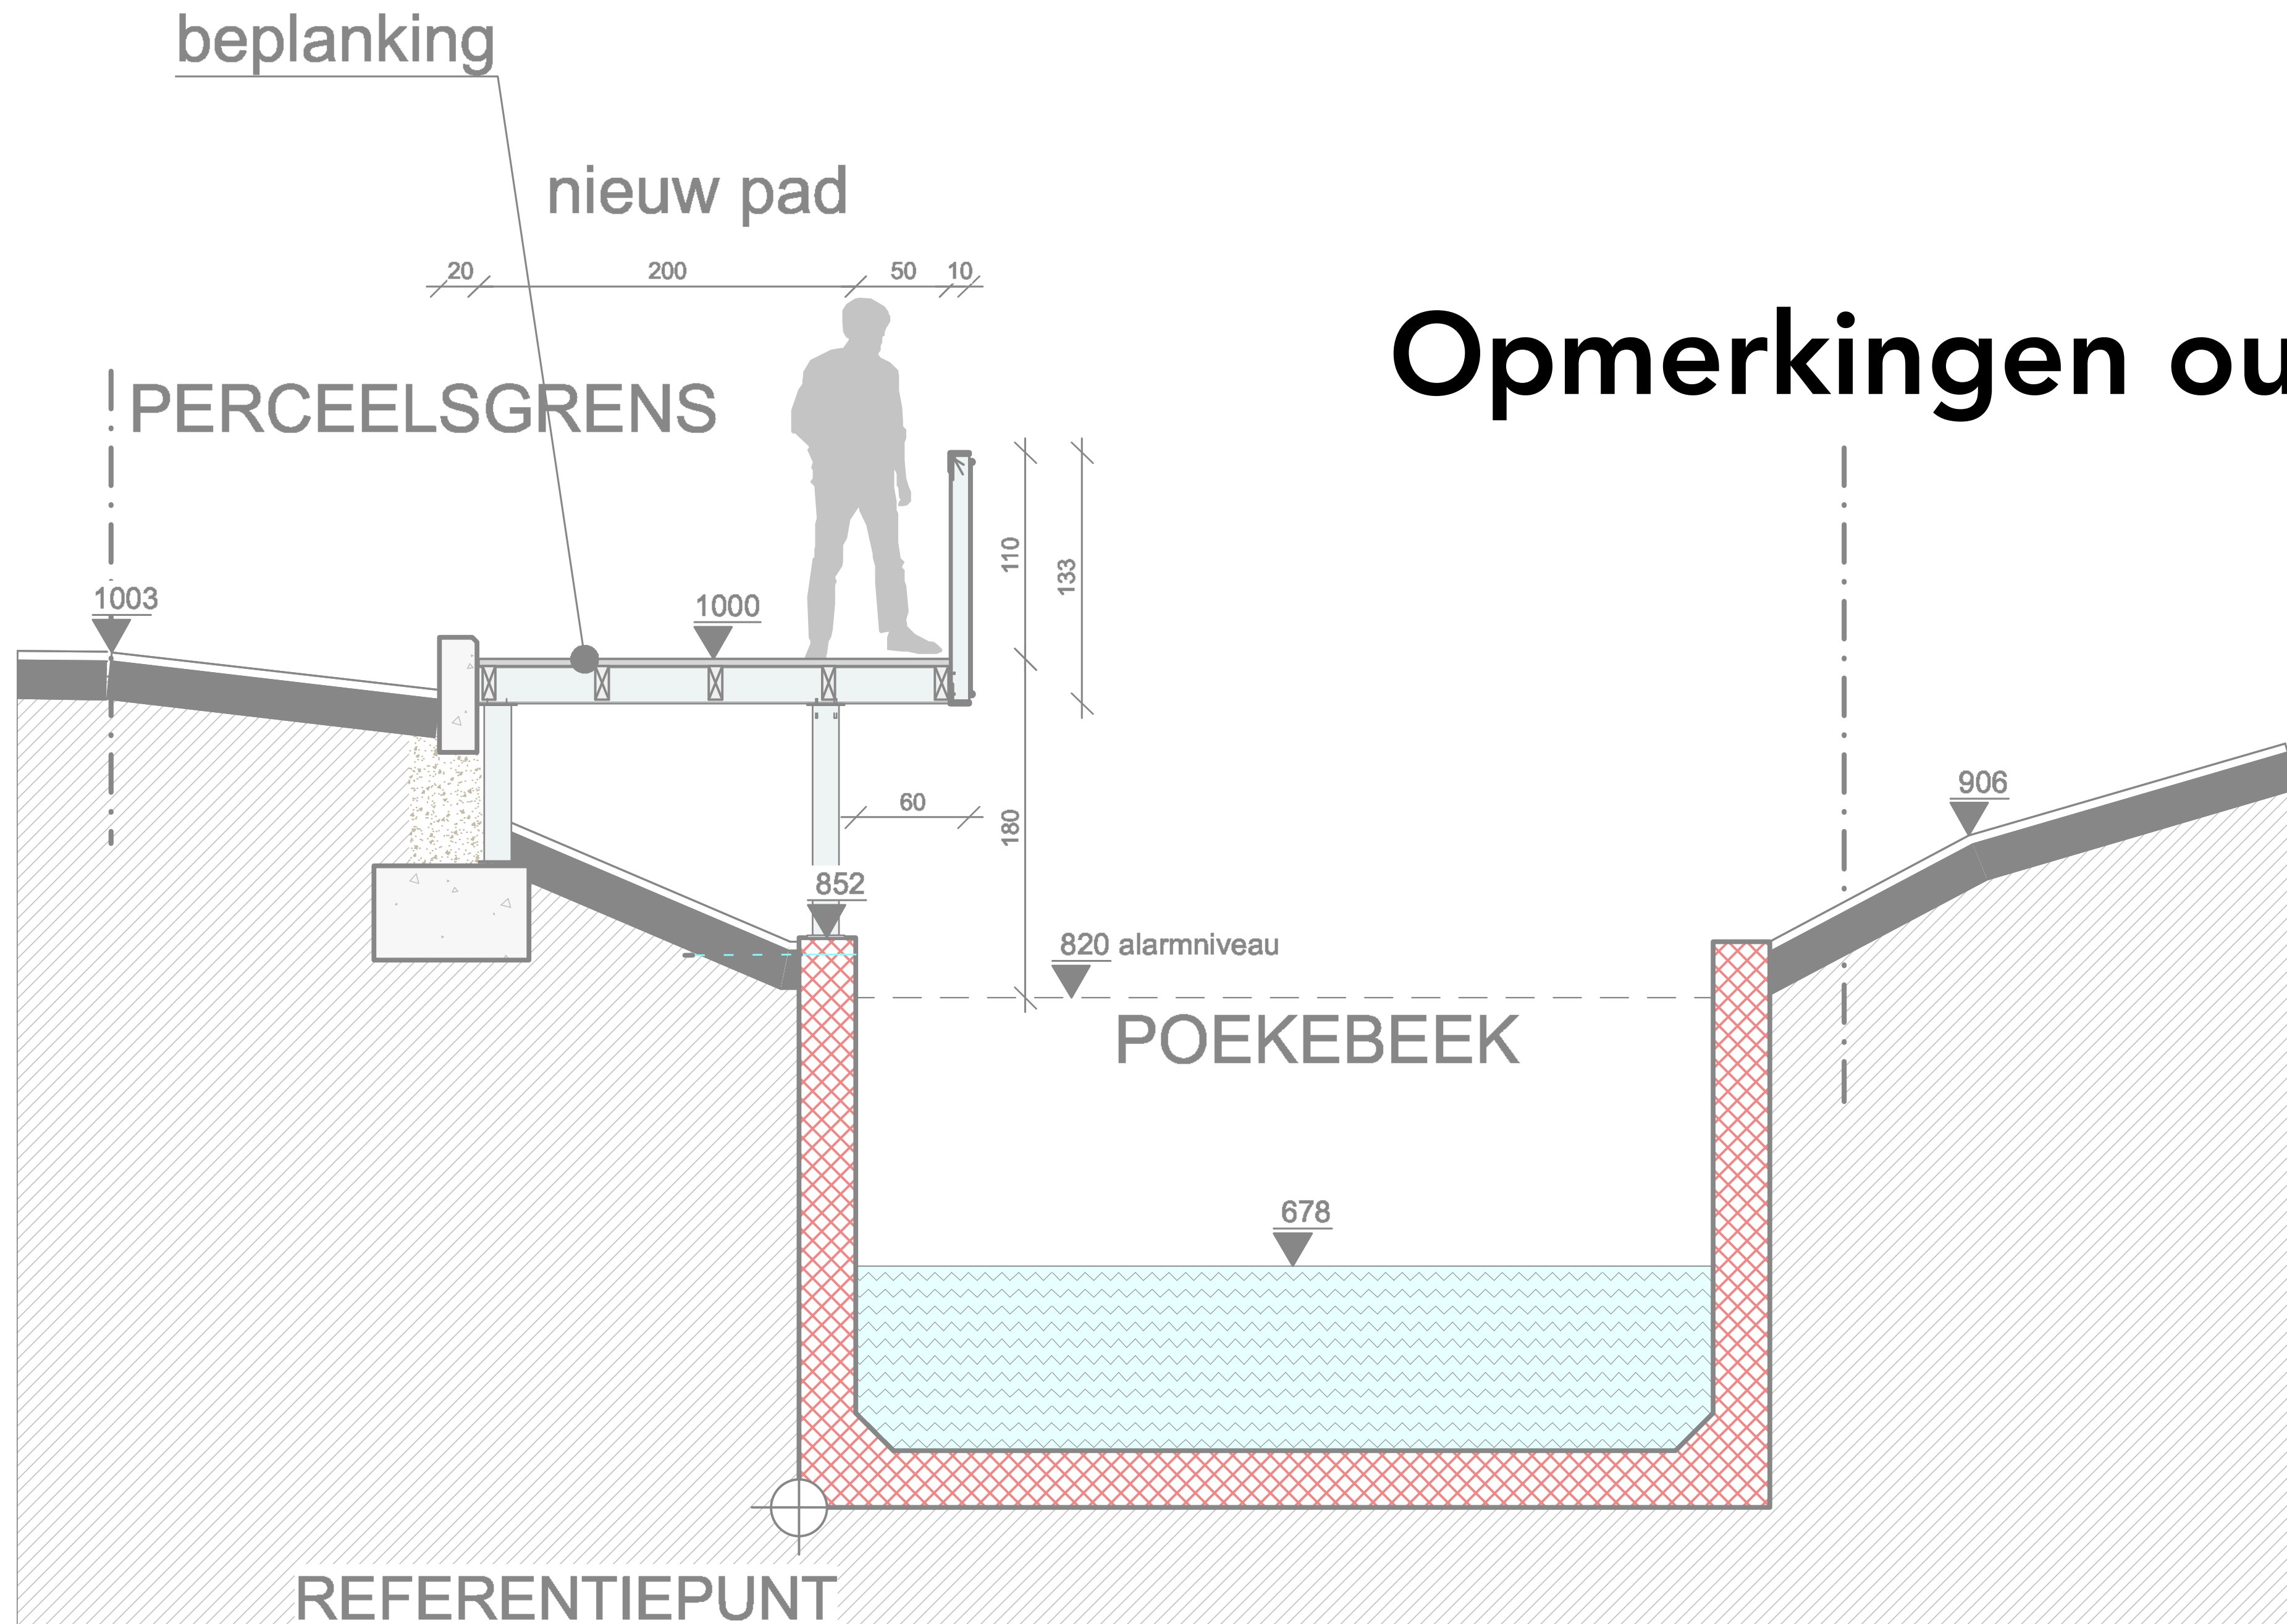 beplanking
nieuw pad
20 200 50 10
Opmerkingen ou
PERCEELSGRENS
110
133
1003
1000
906
60
180
852
820 alarmniveau
POEKEBEEK
678
REFERENTIEPUNT